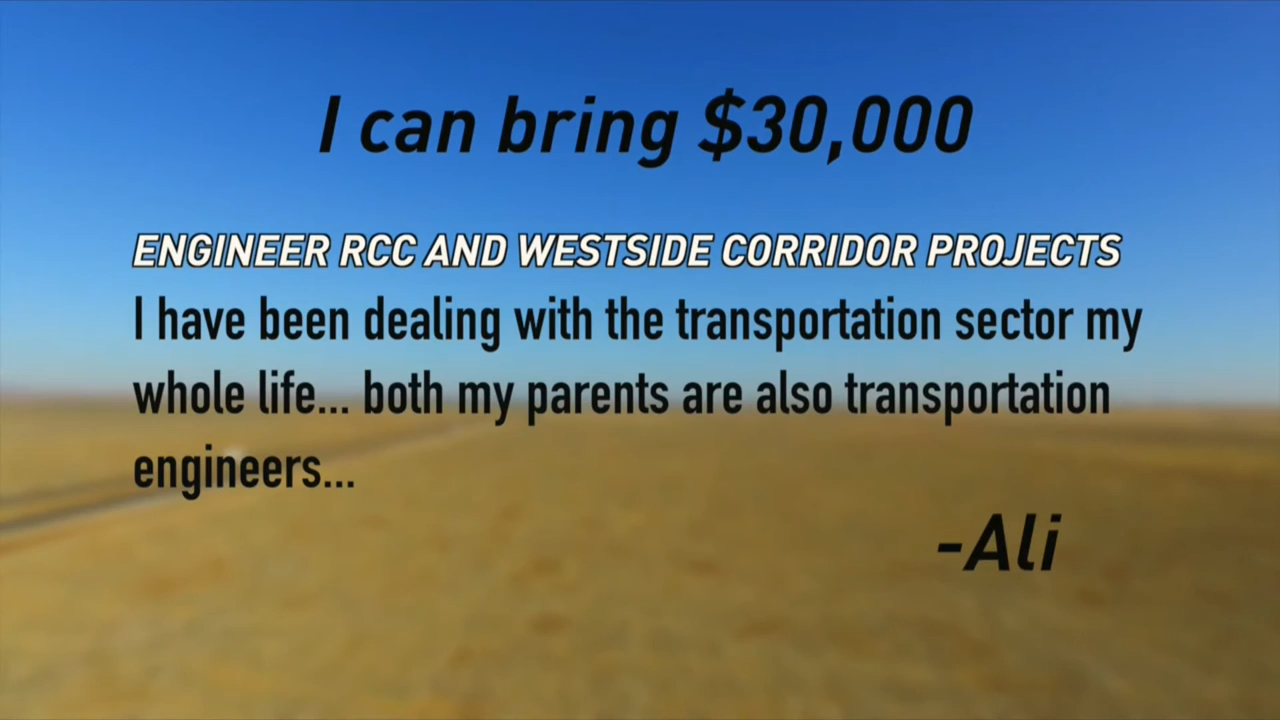 I can bring $30,000
ENGINEER RCC AND WESTSIDE CORRIDOR PROJECTS
I have been dealing with the transportation sector my
whole life... both my parents are also transportation
engineers...
-Ali